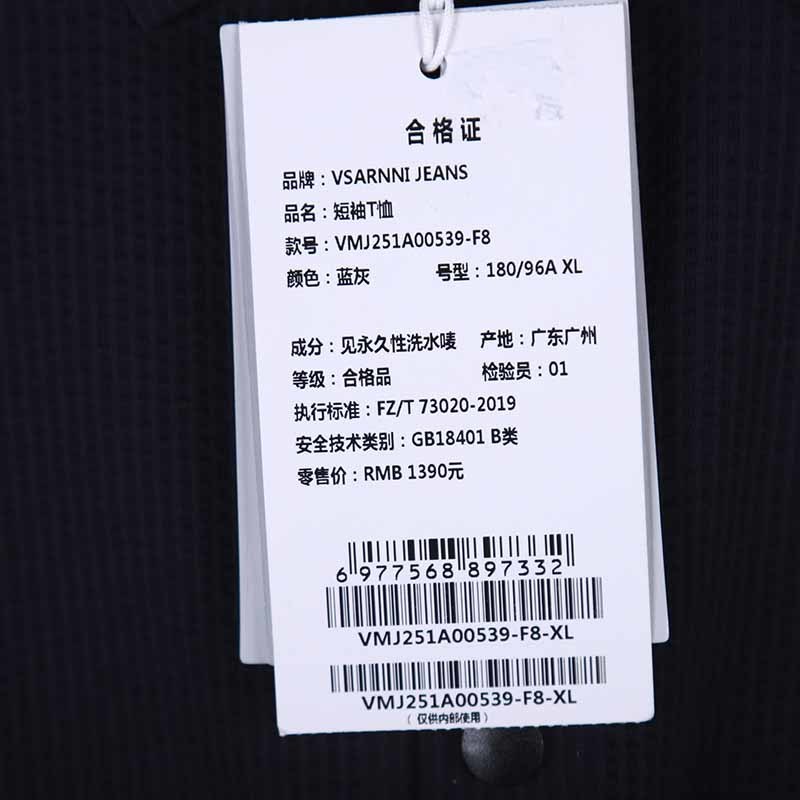 合格证
品牌：VSARNNI JEANS
品名：短袖T恤
款号：VMJ251A00539-F8
颜色：蓝灰 号型：180/96A XL
成分：见永久性洗水唛 产地：广东广州
等级：合格品 检验员：01
执行标准：FZ/T 73020-2019
安全技术类别：GB18401 B类
零售价：RMB 1390元
6 977568 897332
VMJ251A00539-F8-XL
VMJ251A00539-F8-XL
（仅供内部使用）